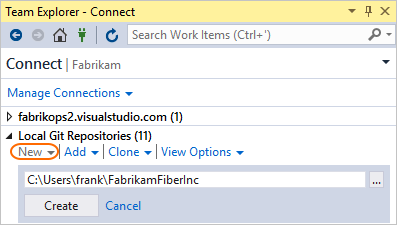 Team Explorer - Connect
Search Work Items (Ctrl+')
Connect | Fabrikam
Manage Connections
fabrikops2.visualstudio.com (1)
Local Git Repositories (11)
New | Add | Clone | View Options
C:\Users\frank\FabrikamFiberInc
...
Create Cancel